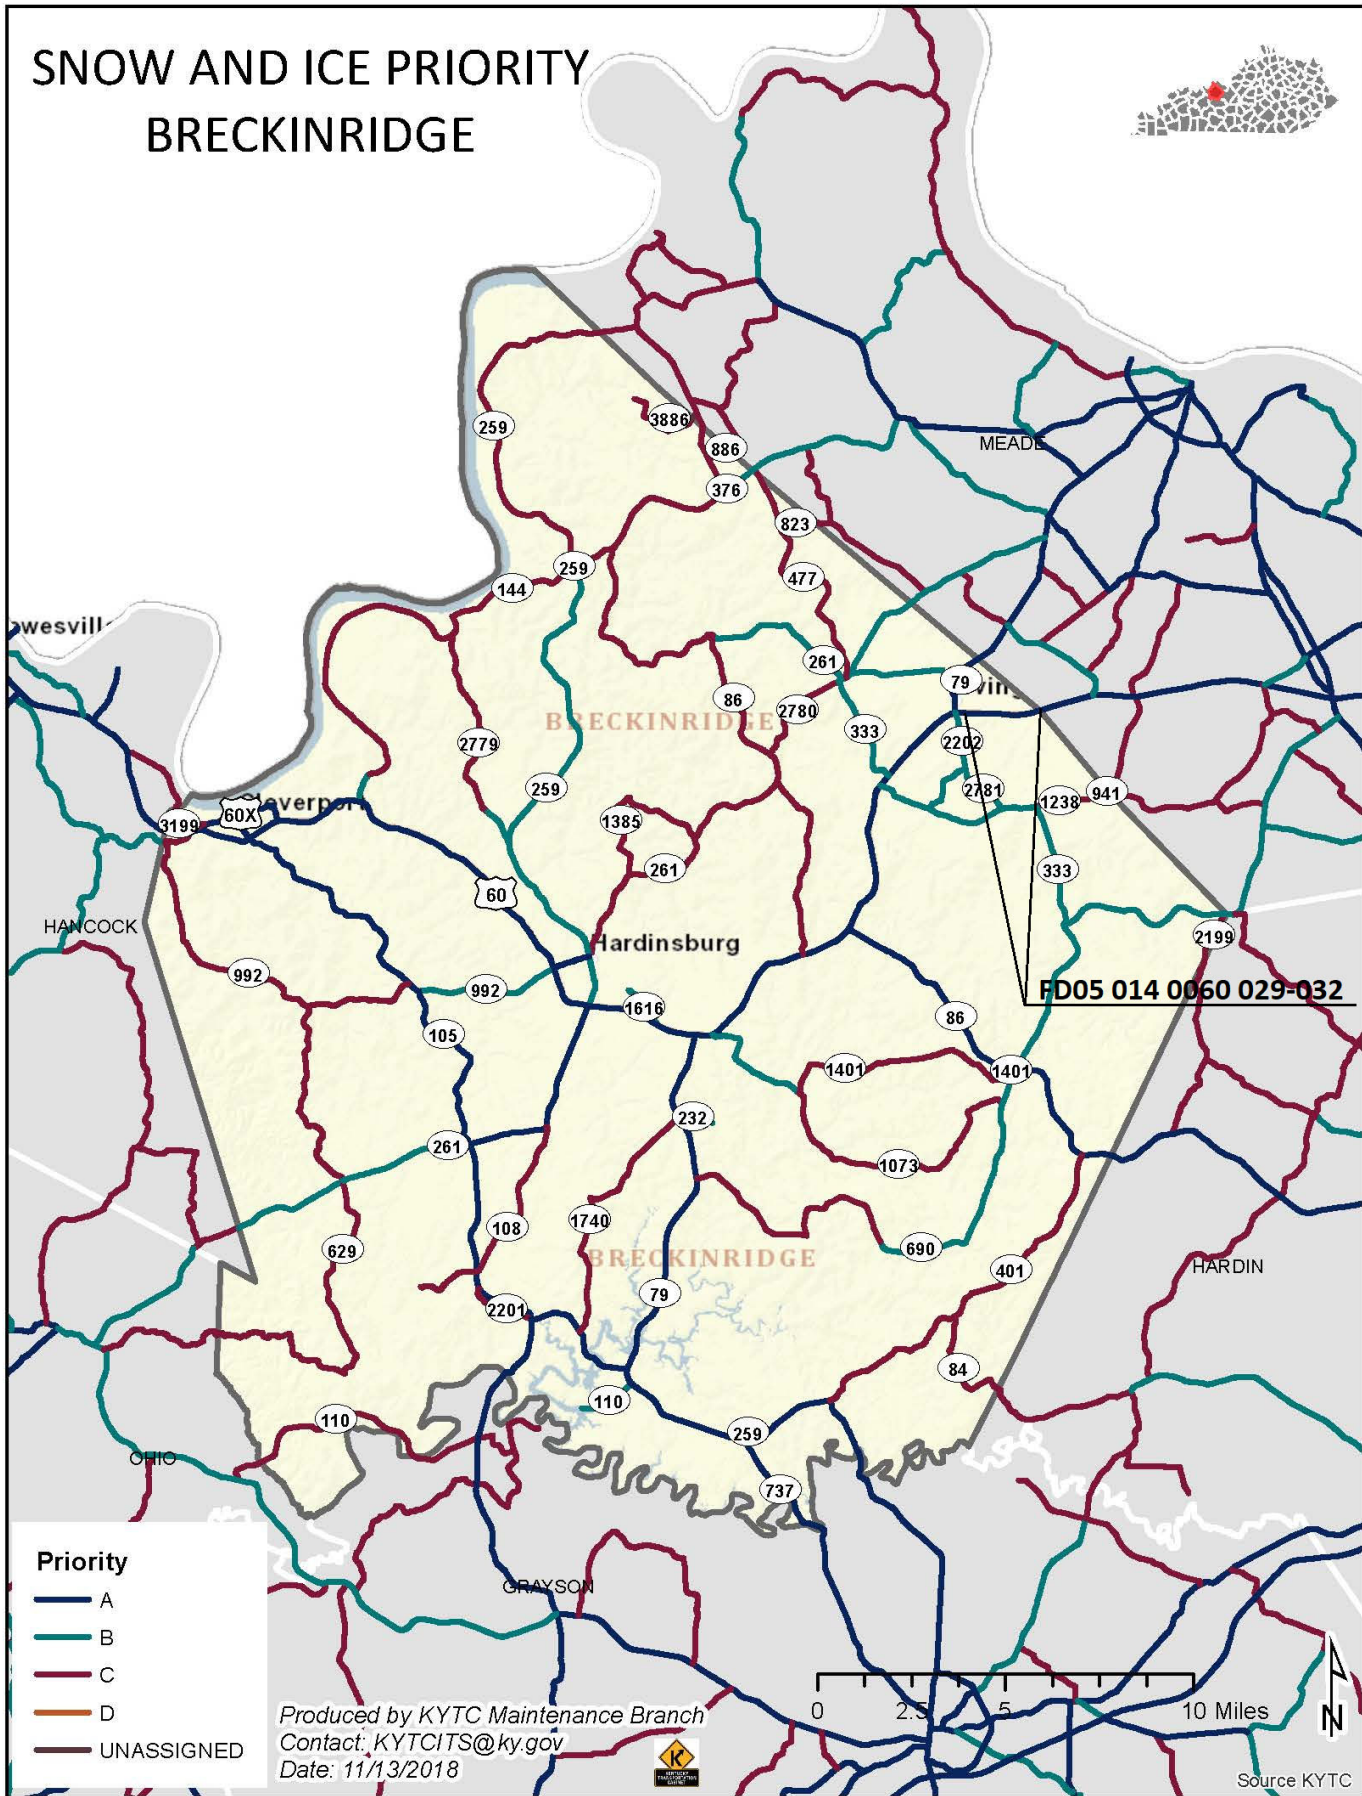 SNOW AND ICE PRIORITY
BRECKINRIDGE
3886
259
886
MEADE
376
823
259
477
144
261
79
86
2780
BRECKINRIDGE
333
2202
2779
259
2781
1238
941
60X
3199
1385
261
333
60
HANCOCK
Hardinsburg
2199
992
992
FD05 014 0060 029-032
1616
86
105
1401
1401
232
261
1073
108
1740
629
690
BRECKINRIDGE
401
HARDIN
79
2201
84
110
110
259
OHIO
737
GRAYSON
Priority
A
B
C
D
UNASSIGNED
0 2.5 5 10 Miles
N
Produced by KYTC Maintenance Branch
Contact: KYTCITS@ky.gov
Date: 11/13/2018
K
Source KYTC